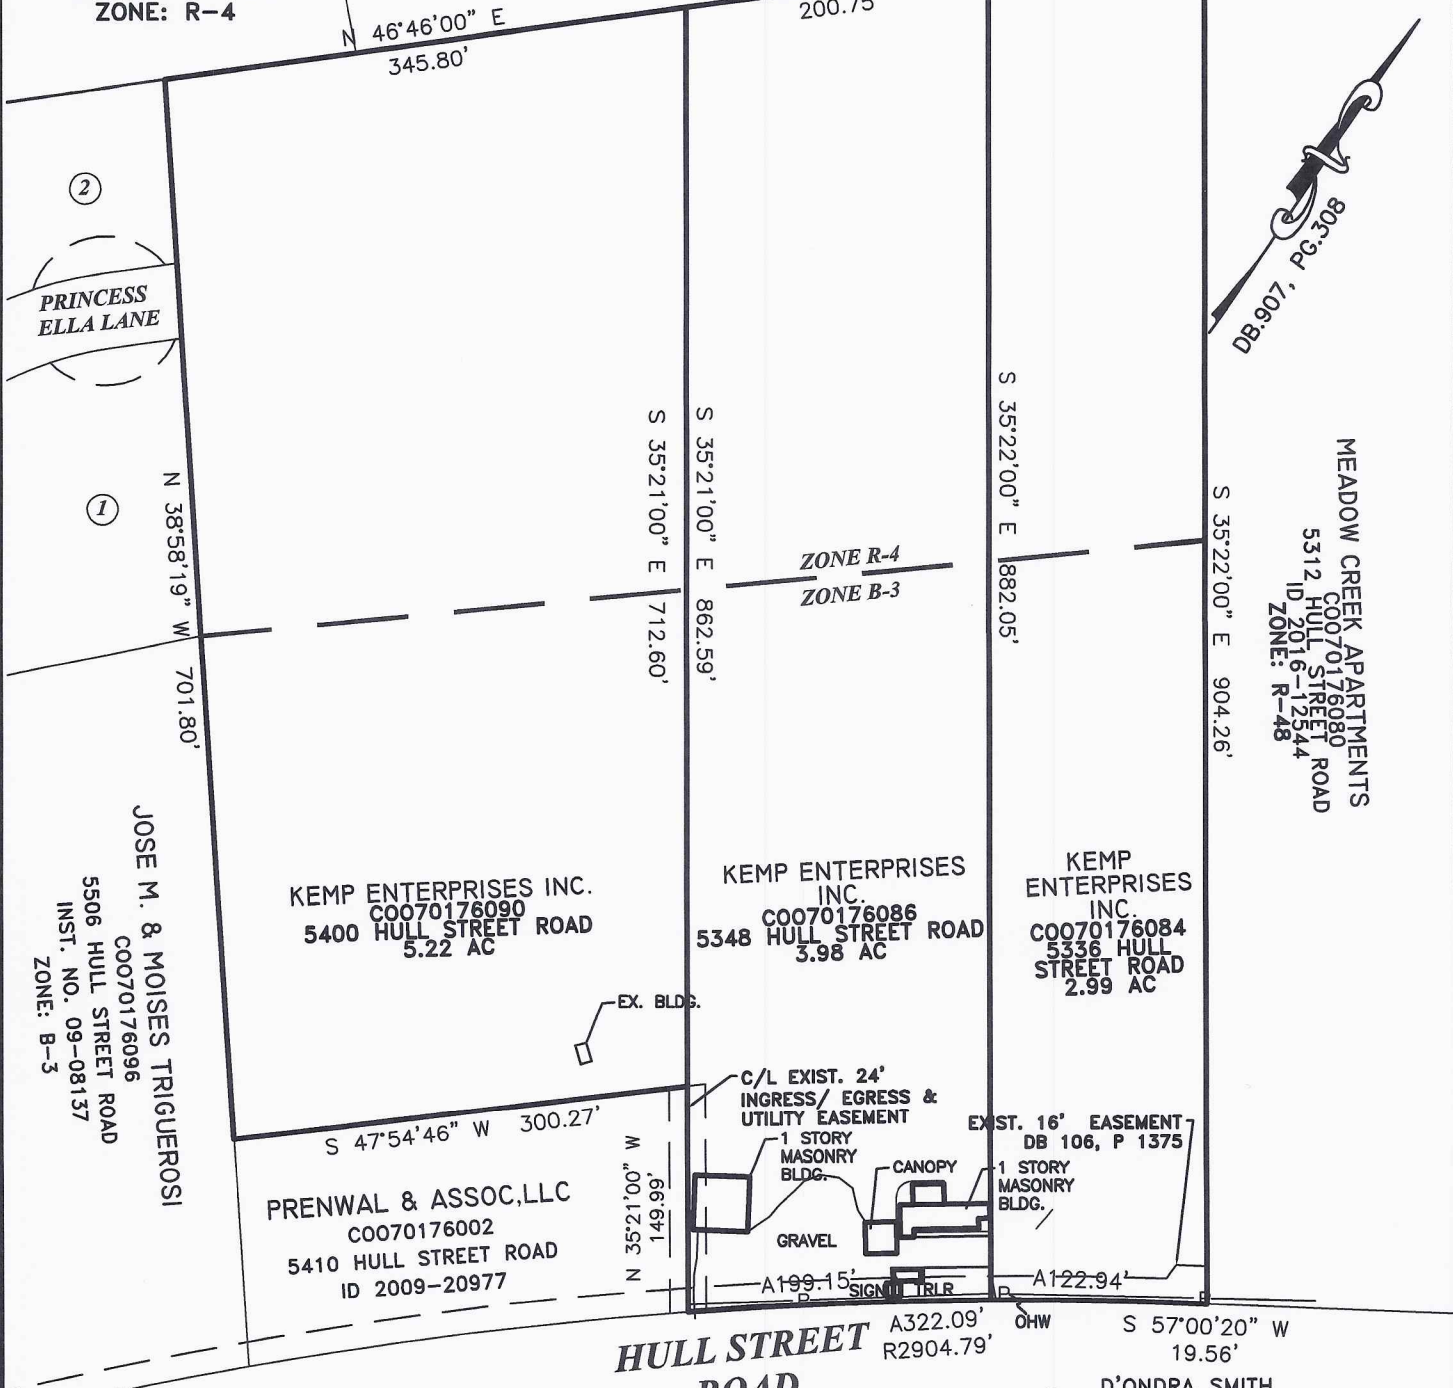 ZONE: R-4
N 46°46'00" E
345.80'
200.75'
2
PRINCESS
ELLA LANE
1
N 38°58'19" W 701.80'
S 35°21'00" E 712.60'
S 35°21'00" E 862.59'
S 35°22'00" E 882.05'
S 35°22'00" E 904.26'
DB.907, PG.308
ZONE R-4
ZONE B-3
MEADOW CREEK APARTMENTS
C0070176080
5312 HULL STREET ROAD
ID 2016-12544
ZONE: R-48
JOSE M. & MOISES TRIGUEROSI
C0070176096
5506 HULL STREET ROAD
INST. NO. 09-08137
ZONE: B-3
KEMP ENTERPRISES INC.
C0070176090
5400 HULL STREET ROAD
5.22 AC
KEMP ENTERPRISES
INC.
C0070176086
5348 HULL STREET ROAD
3.98 AC
KEMP
ENTERPRISES
INC.
C0070176084
5336 HULL
STREET ROAD
2.99 AC
EX. BLDG.
C/L EXIST. 24'
INGRESS/ EGRESS &
UTILITY EASEMENT
EXIST. 16' EASEMENT
DB 106, P 1375
S 47°54'46" W 300.27'
1 STORY
MASONRY
BLDG.
CANOPY
1 STORY
MASONRY
BLDG.
GRAVEL
N 35°21'00" W
149.99'
PRENWAL & ASSOC,LLC
C0070176002
5410 HULL STREET ROAD
ID 2009-20977
A199.15'
A122.94'
SIGN
TRLR
P
P
P
OHW
A322.09'
R2904.79'
S 57°00'20" W
19.56'
HULL STREET
ROAD
D'ONDRA SMITH